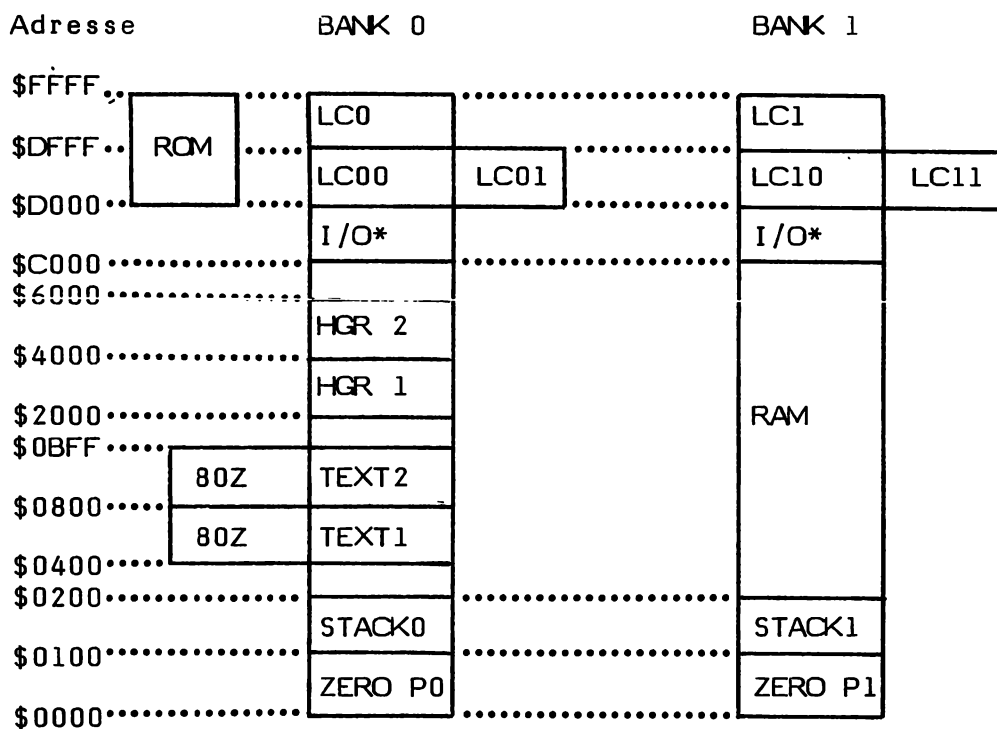 Adresse BANK 0 BANK 1
$FFFF
LC0 LC1
$DFFF ROM
LC00 LC01 LC10 LC11
$D000
I/O* I/O*
$C000
$6000
HGR 2
$4000
HGR 1
$2000 RAM
$0BFF
80Z TEXT2
$0800
80Z TEXT1
$0400
$0200
STACK0 STACK1
$0100
ZERO P0 ZERO P1
$0000